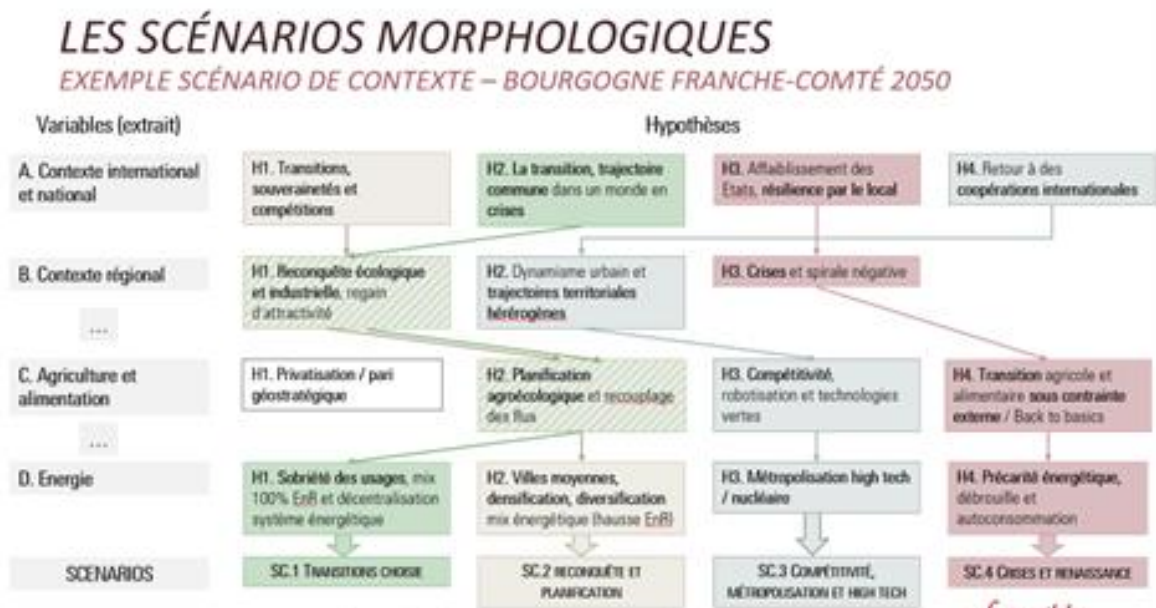 LES SCÉNARIOS MORPHOLOGIQUES
EXEMPLE SCÉNARIO DE CONTEXTE – BOURGOGNE FRANCHE-COMTÉ 2050
Variables (extrait)
Hypothèses
A. Contexte international
et national
H1. Transitions,
souverainetés et
compétitions
H2. La transition, trajectoire
commune dans un monde en
crises
H3. Affaiblissement des
Etats, résilience par le local
H4. Retour à des
coopérations internationales
B. Contexte régional
...
H1. Reconquête écologique
et industrielle, regain
d'attractivité
H2. Dynamisme urbain et
trajectoires territoriales
hérérogènes
H3. Crises et spirale négative
C. Agriculture et
alimentation
...
H1. Privatisation / pari
géostratégique
H2. Planification
agroécologique et recouplage
des flux
H3. Compétitivité,
robotisation et technologies
vertes
H4. Transition agricole et
alimentaire sous contrainte
externe / Back to basics
D. Energie
H1. Sobriété des usages, mix
100% EnR et décentralisation
système énergétique
H2. Villes moyennes,
densification, diversification
mix énergétique (hausse EnR)
H3. Métropolisation high tech
/ nucléaire
H4. Précarité énergétique,
débrouille et
autoconsommation
SCENARIOS
SC.1 TRANSITIONS CHOISIE
SC.2 RECONQUÊTE ET
PLANIFICATION
SC.3 COMPÉTITIVITÉ,
MÉTROPOLISATION ET HIGH TECH
SC.4 CRISES ET RENAISSANCE